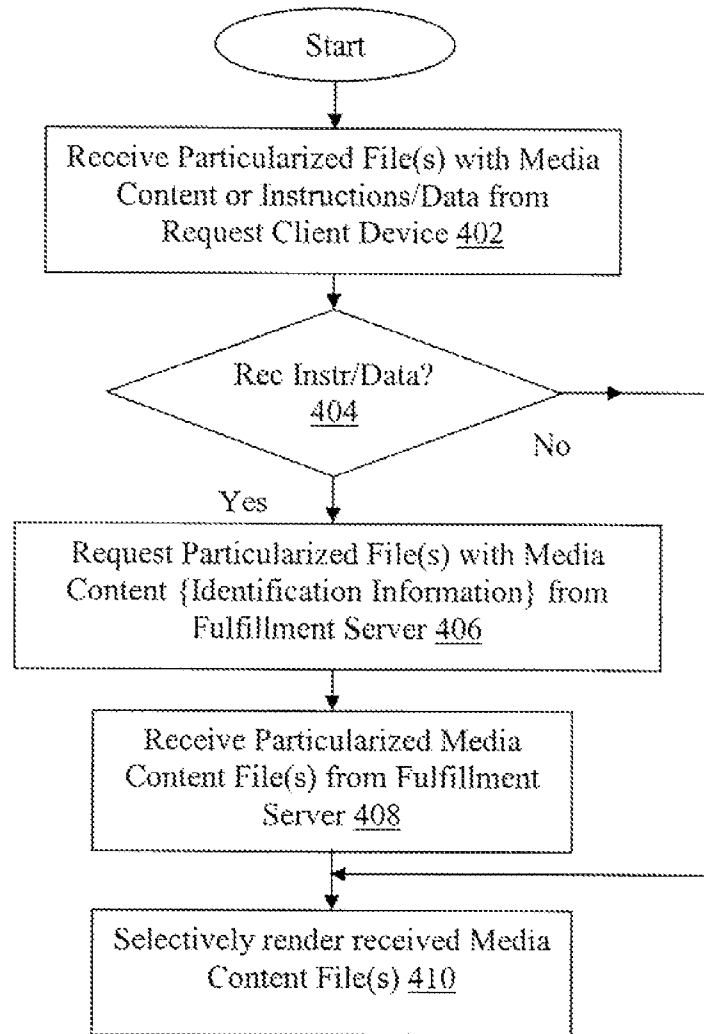 Start
Receive Particularized File(s) with Media
Content or Instructions/Data from
Request Client Device 402
Rec Instr/Data?
404
No
Yes
Request Particularized File(s) with Media
Content {Identification Information} from
Fulfillment Server 406
Receive Particularized Media
Content File(s) from Fulfillment
Server 408
Selectively render received Media
Content File(s) 410